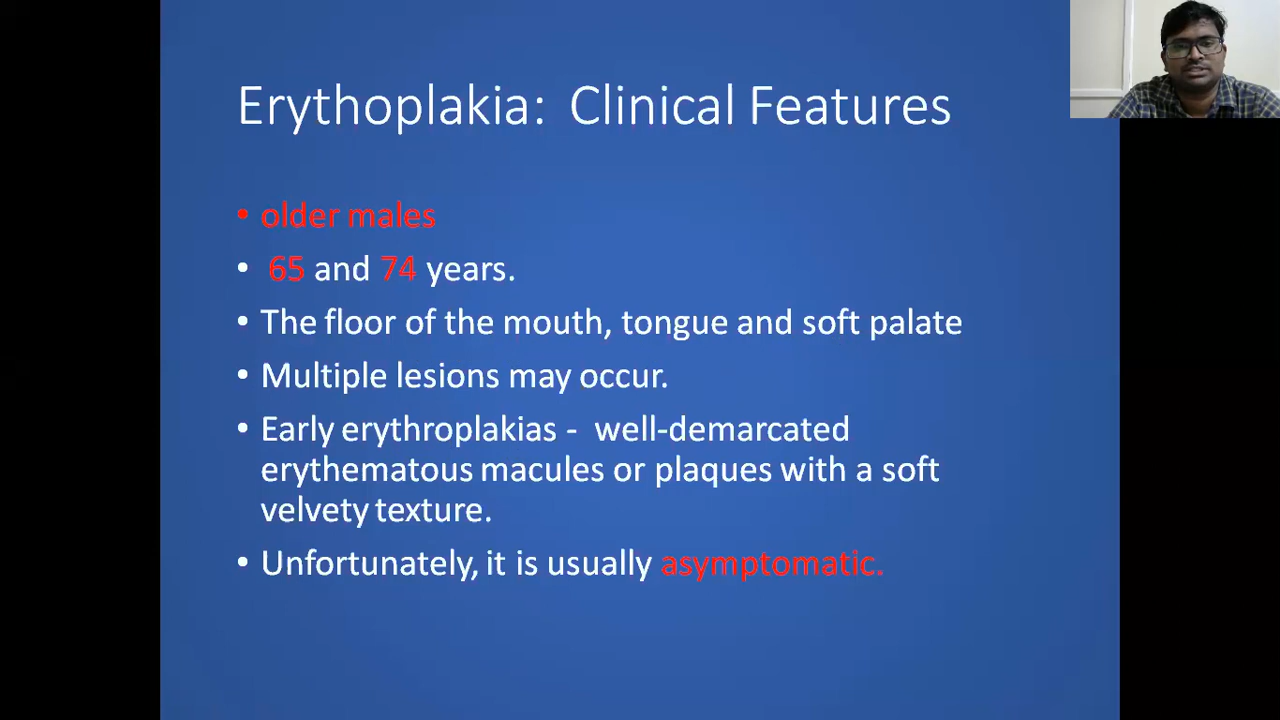 Erythoplakia: Clinical Features
• older males
• 65 and 74 years.
• The floor of the mouth, tongue and soft palate
• Multiple lesions may occur.
• Early erythroplakias - well-demarcated
erythematous macules or plaques with a soft
velvety texture.
• Unfortunately, it is usually asymptomatic.